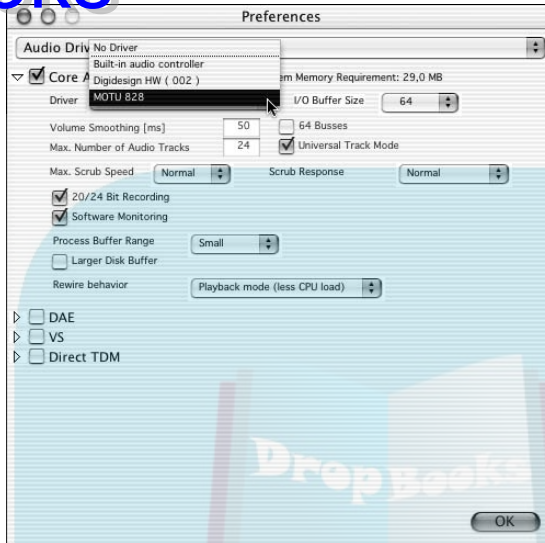 Preferences
Audio Driv
No Driver
Built-in audio controller
Digidesign HW ( 002 )
MOTU 828
Core A
em Memory Requirement: 29,0 MB
Driver
I/O Buffer Size
64
Volume Smoothing [ms]
50
64 Busses
Max. Number of Audio Tracks
24
Universal Track Mode
Max. Scrub Speed
Normal
Scrub Response
Normal
20/24 Bit Recording
Software Monitoring
Process Buffer Range
Small
Larger Disk Buffer
Rewire behavior
Playback mode (less CPU load)
DAE
VS
Direct TDM
DropBooks
OK